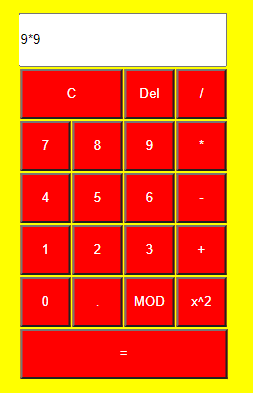 9*9
C Del /
7 8 9 *
4 5 6 -
1 2 3 +
0 . MOD x^2
=